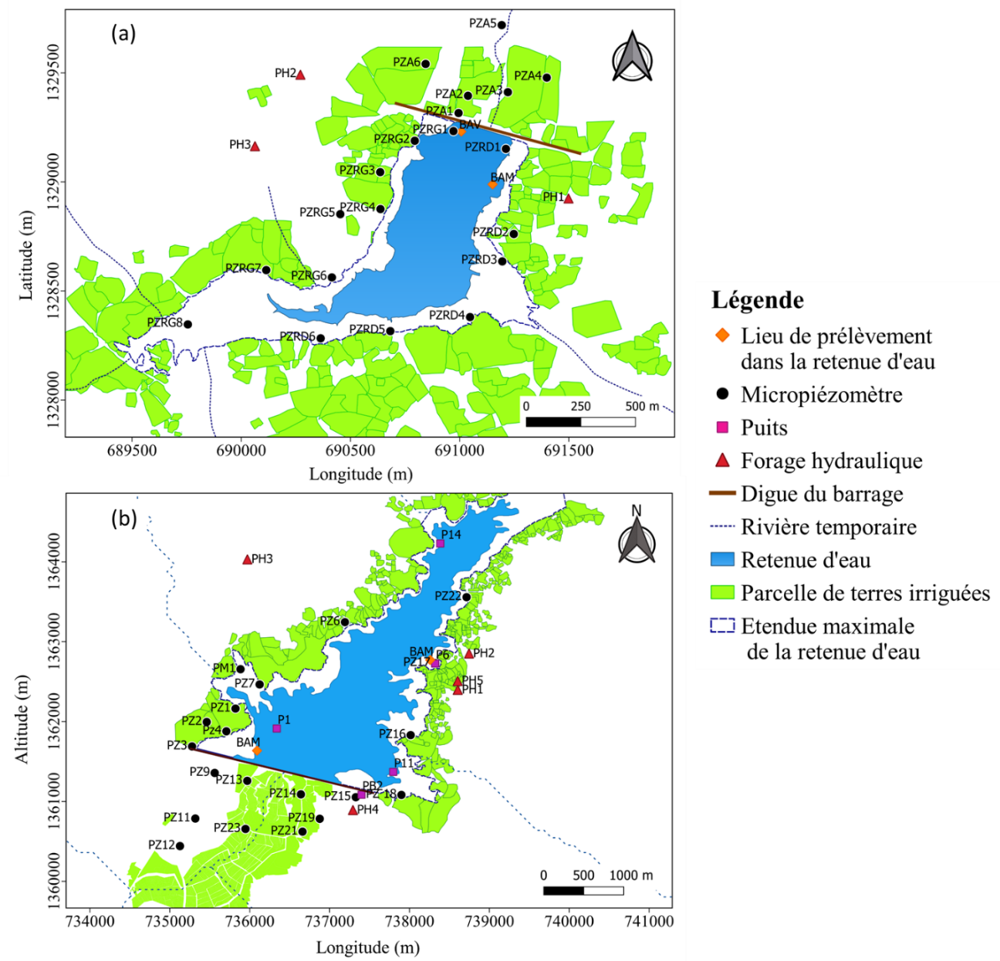 (a)
PZA5
1329500
PZA6
PH2
PZA4
PZA2
PZA3
PZA1
BAV
PZRG1
PZRG2
PH3
PZRD1
1329000
PZRG3
BAM
PH1
PZRG4
PZRG5
PZRD2
Latitude (m)
PZRD3
PZRG7
PZRG6
1328500
PZRD4
PZRG8
PZRD5
PZRD6
1328000
0 250 500 m
689500 690000 690500 691000 691500
Longitude (m)
Légende
Lieu de prélèvement
dans la retenue d'eau
Micropiézomètre
Puits
Forage hydraulique
Digue du barrage
Rivière temporaire
Retenue d'eau
Parcelle de terres irriguées
Etendue maximale
de la retenue d'eau
(b)
N
P14
1364000
PH3
PZ22
PZ6
1363000
BAM
P6
PH2
PZ17
PM1
PZ7
PH5
PH1
PZ1
PZ2
1362000
Pz4
P1
PZ16
BAM
PZ3
Altitude (m)
P11
PZ9
PZ13
PB2
PZ14
PZ15
PZ 18
1361000
PH4
PZ11
PZ19
PZ23
PZ21
PZ12
1360000
0 500 1000 m
734000 735000 736000 737000 738000 739000 740000 741000
Longitude (m)